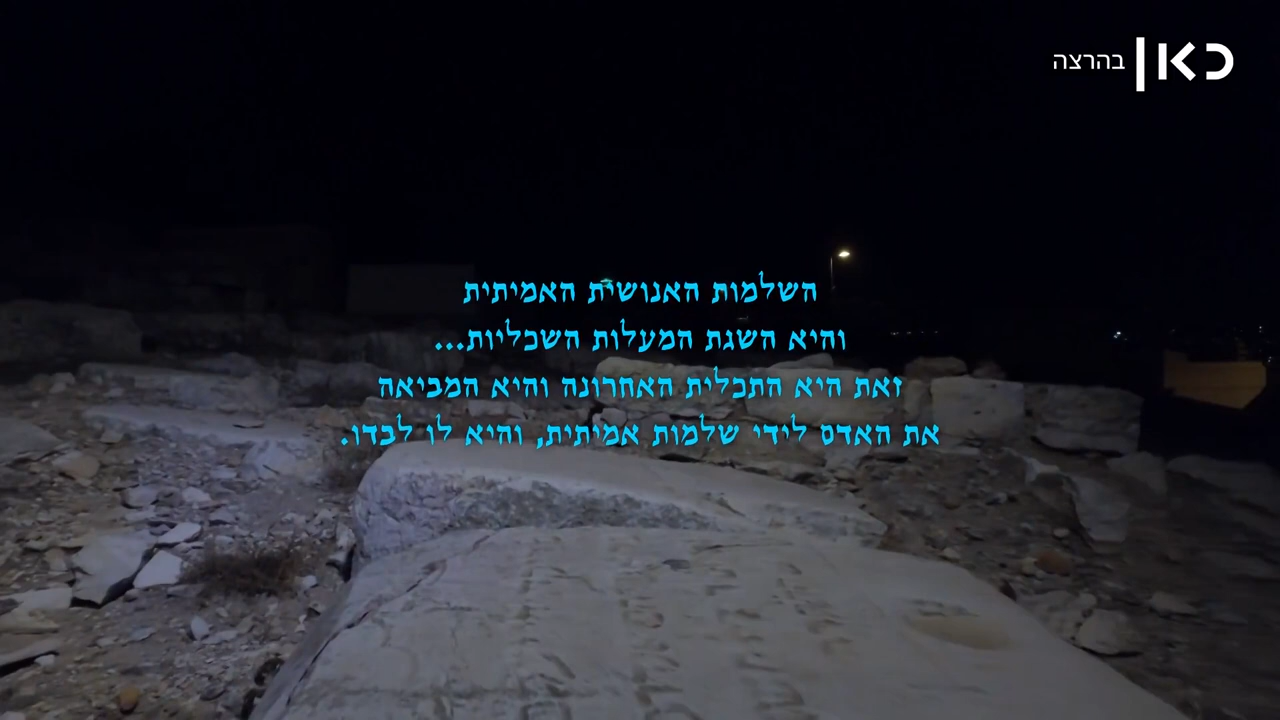 כאן | בהרצה
השלמות האנושית האמיתית
והיא השגת המעלות השכליות...
זאת היא התכלית האחרונה והיא המביאה
את האדם לידי שלמות אמיתית, והיא לו לבדו.